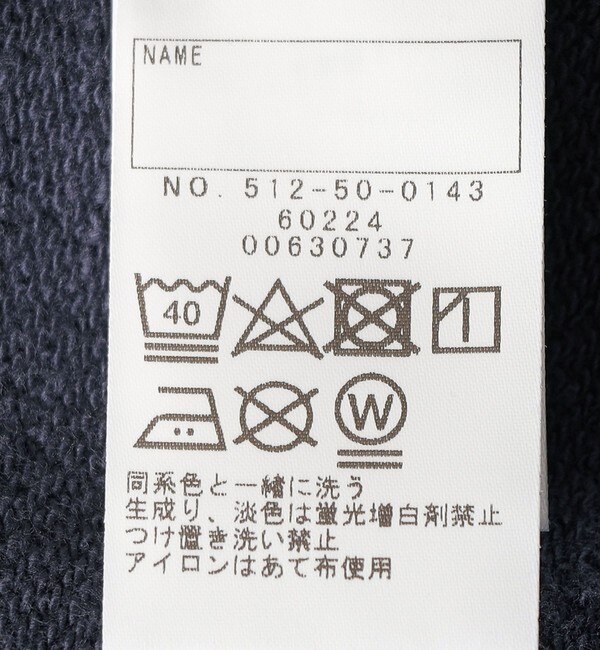 NAME
NO. 512-50-0143
60224
00630737
40
W
同系色と一緒に洗う
生成り、淡色は蛍光増白剤禁止
つけ置き洗い禁止
アイロンはあて布使用